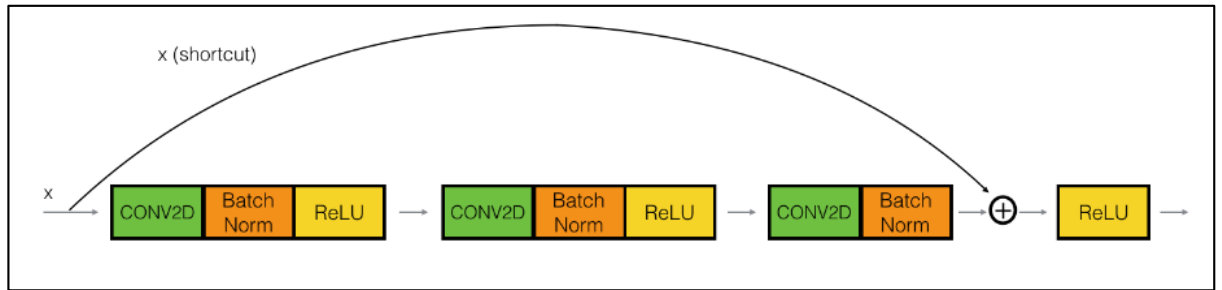 x (shortcut)
x
CONV2D
Batch
Norm
ReLU
CONV2D
Batch
Norm
ReLU
CONV2D
Batch
Norm
ReLU